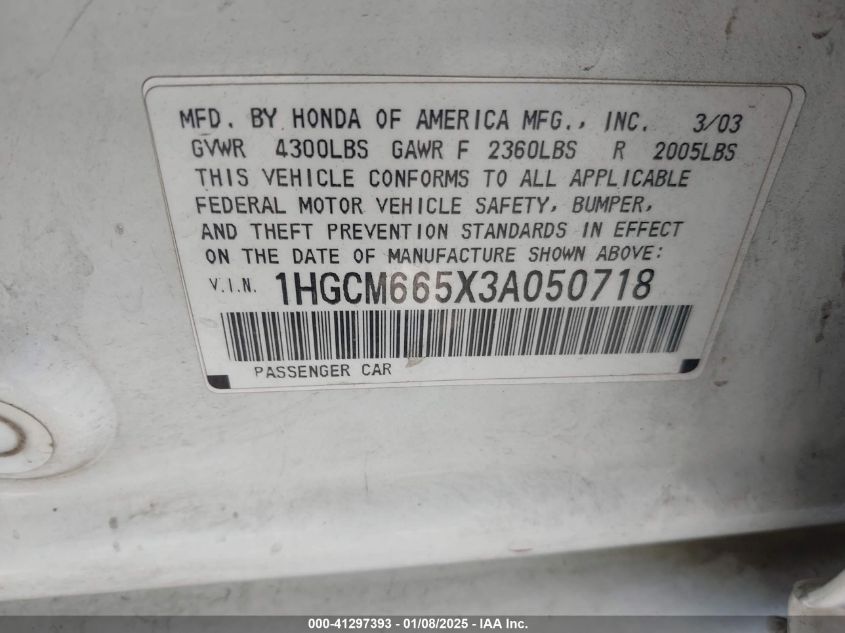 MFD. BY HONDA OF AMERICA MFG., INC. 3/03
GVWR 4300LBS GAWR F 2360LBS R 2005LBS
THIS VEHICLE CONFORMS TO ALL APPLICABLE
FEDERAL MOTOR VEHICLE SAFETY, BUMPER,
AND THEFT PREVENTION STANDARDS IN EFFECT
ON THE DATE OF MANUFACTURE SHOWN ABOVE:
V.I.N. 1HGCM665X3A050718
PASSENGER CAR
000-41297393 - 01/08/2025 - IAA Inc.